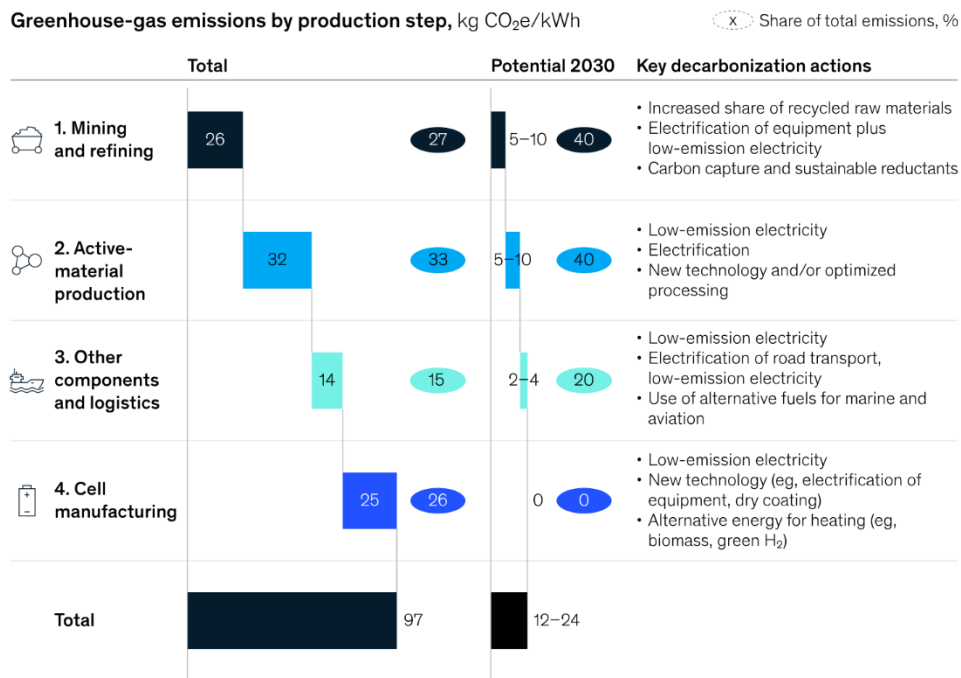 Greenhouse-gas emissions by production step, kg CO₂e/kWh
x Share of total emissions, %
Total
Potential 2030
Key decarbonization actions
1. Mining
and refining
26
27
5–10
40
• Increased share of recycled raw materials
• Electrification of equipment plus
low-emission electricity
• Carbon capture and sustainable reductants
2. Active-
material
production
32
33
5–10
40
• Low-emission electricity
• Electrification
• New technology and/or optimized
processing
3. Other
components
and logistics
14
15
2–4
20
• Low-emission electricity
• Electrification of road transport,
low-emission electricity
• Use of alternative fuels for marine and
aviation
4. Cell
manufacturing
25
26
0
0
• Low-emission electricity
• New technology (eg, electrification of
equipment, dry coating)
• Alternative energy for heating (eg,
biomass, green H₂)
Total
97
12–24